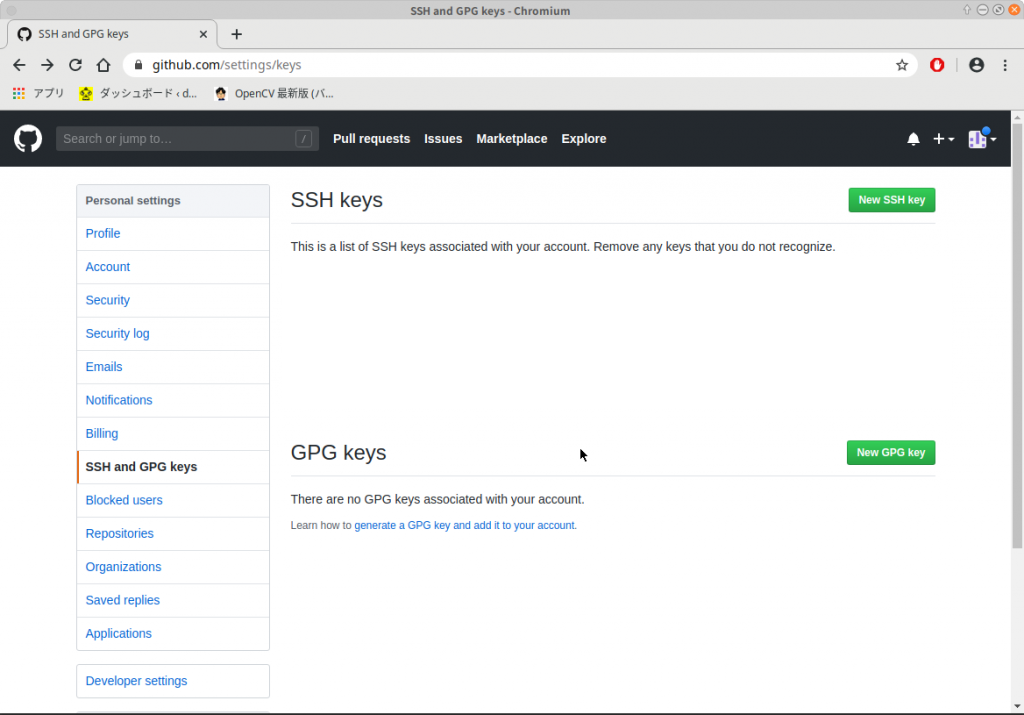 SSH and GPG keys - Chromium
SSH and GPG keys
github.com/settings/keys
アプリ ダッシュボード ‹ d... OpenCV 最新版 (バ...
Search or jump to… / Pull requests Issues Marketplace Explore
Personal settings
Profile
Account
Security
Security log
Emails
Notifications
Billing
SSH and GPG keys
Blocked users
Repositories
Organizations
Saved replies
Applications
Developer settings
SSH keys
New SSH key
This is a list of SSH keys associated with your account. Remove any keys that you do not recognize.
GPG keys
New GPG key
There are no GPG keys associated with your account.
Learn how to generate a GPG key and add it to your account.